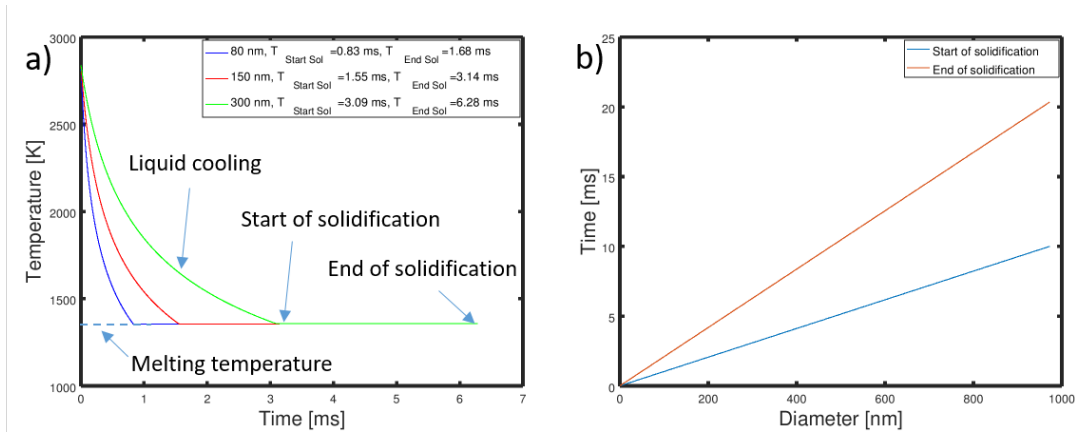 a)
3000
2500
2000
1500
1000
Temperature [K]
80 nm, T Start Sol =0.83 ms, T End Sol =1.68 ms
150 nm, T Start Sol =1.55 ms, T End Sol =3.14 ms
300 nm, T Start Sol =3.09 ms, T End Sol =6.28 ms
Liquid cooling
Start of solidification
End of solidification
Melting temperature
0 1 2 3 4 5 6 7
Time [ms]
b)
25
20
15
10
5
0
Time [ms]
Start of solidification
End of solidification
0 200 400 600 800 1000
Diameter [nm]